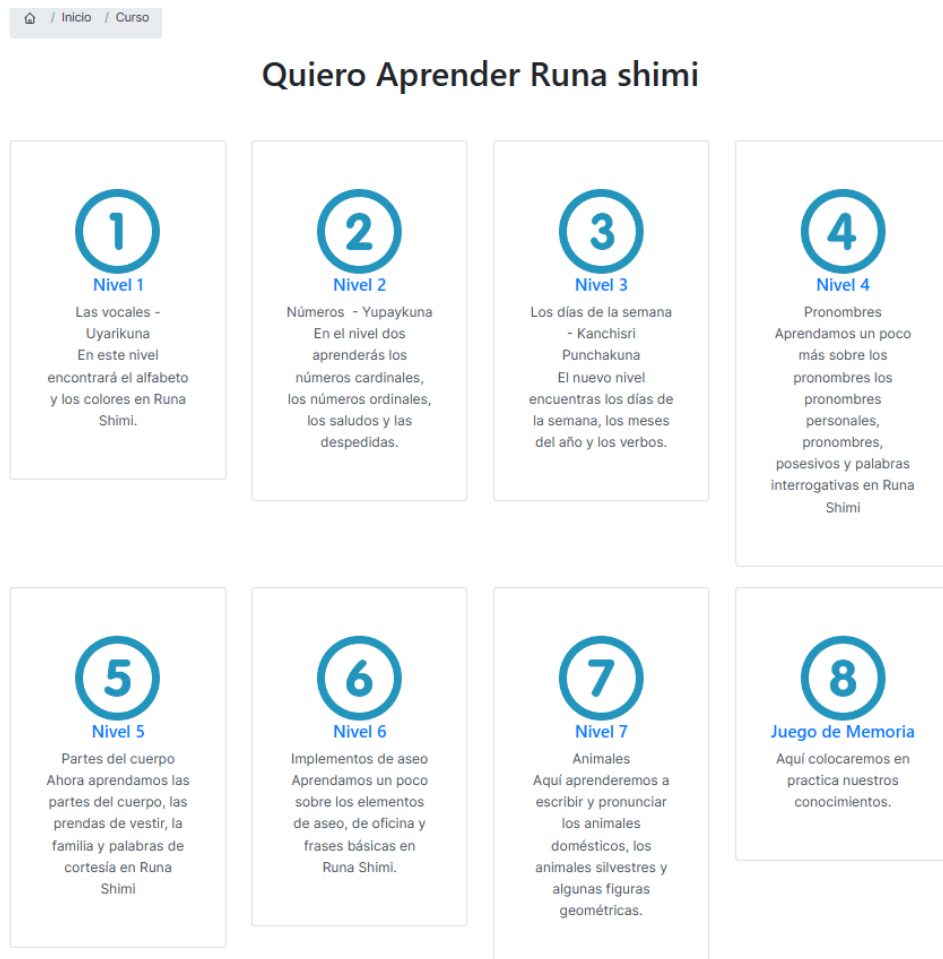 / Inicio / Curso
Quiero Aprender Runa shimi
1
Nivel 1
Las vocales -
Uyarikuna
En este nivel
encontrará el alfabeto
y los colores en Runa
Shimi.
2
Nivel 2
Números - Yupaykuna
En el nivel dos
aprenderás los
números cardinales,
los números ordinales,
los saludos y las
despedidas.
3
Nivel 3
Los días de la semana
- Kanchisri
Punchakuna
El nuevo nivel
encuentras los días de
la semana, los meses
del año y los verbos.
4
Nivel 4
Pronombres
Aprendamos un poco
más sobre los
pronombres los
pronombres
personales,
pronombres,
posesivos y palabras
interrogativas en Runa
Shimi
5
Nivel 5
Partes del cuerpo
Ahora aprendamos las
partes del cuerpo, las
prendas de vestir, la
familia y palabras de
cortesía en Runa
Shimi
6
Nivel 6
Implementos de aseo
Aprendamos un poco
sobre los elementos
de aseo, de oficina y
frases básicas en
Runa Shimi.
7
Nivel 7
Animales
Aquí aprenderemos a
escribir y pronunciar
los animales
domésticos, los
animales silvestres y
algunas figuras
geométricas.
8
Juego de Memoria
Aquí colocaremos en
practica nuestros
conocimientos.